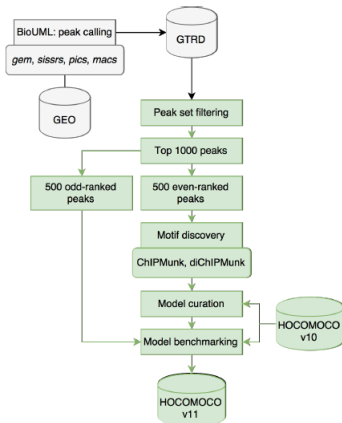 BioUML: peak calling
gem, sissrs, pics, macs
GEO
GTRD
Peak set filtering
Top 1000 peaks
500 odd-ranked
peaks
500 even-ranked
peaks
Motif discovery
ChIPMunk, diChIPMunk
Model curation
Model benchmarking
HOCOMOCO
v10
HOCOMOCO
v11